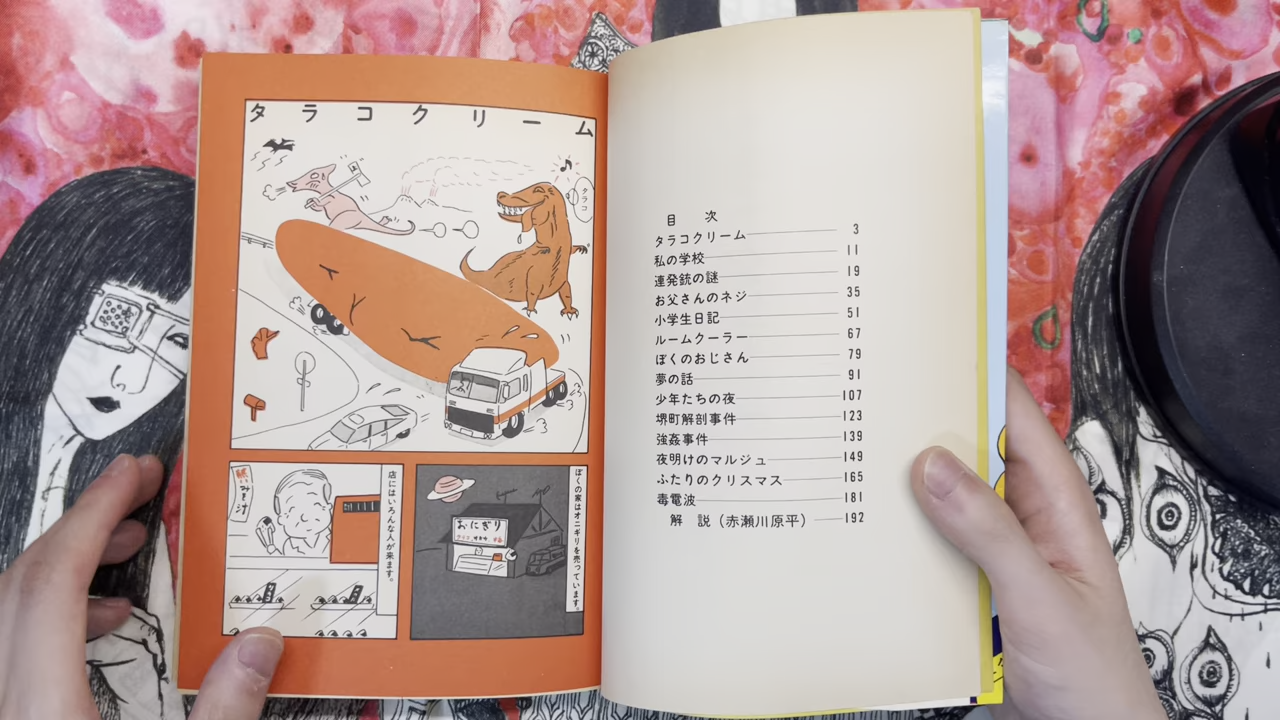 タラコクリーム
タラコ
ぼくの家はオニギリを売っています。
おにぎり
店にはいろんな人が来ます。
みそ汁
目次
タラコクリーム 3
私の学校 11
連発銃の謎 19
お父さんのネジ 35
小学生日記 51
ルームクーラー 67
ぼくのおじさん 79
夢の話 91
少年たちの夜 107
堺町解剖事件 123
強姦事件 139
夜明けのマルジュ 149
ふたりのクリスマス 165
毒電波 181
解説（赤瀬川原平） 192